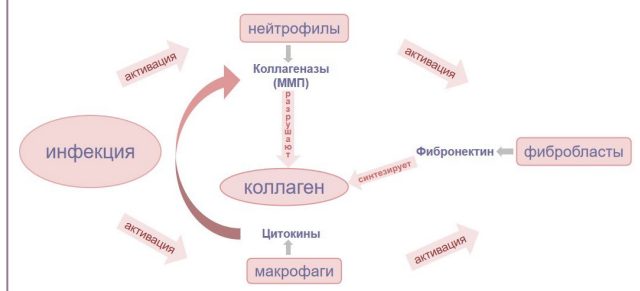 нейтрофилы
активация
активация
Коллагеназы
(ММП)
разрушают
инфекция
Фибронектин
фибробласты
синтезирует
коллаген
Цитокины
активация
активация
макрофаги